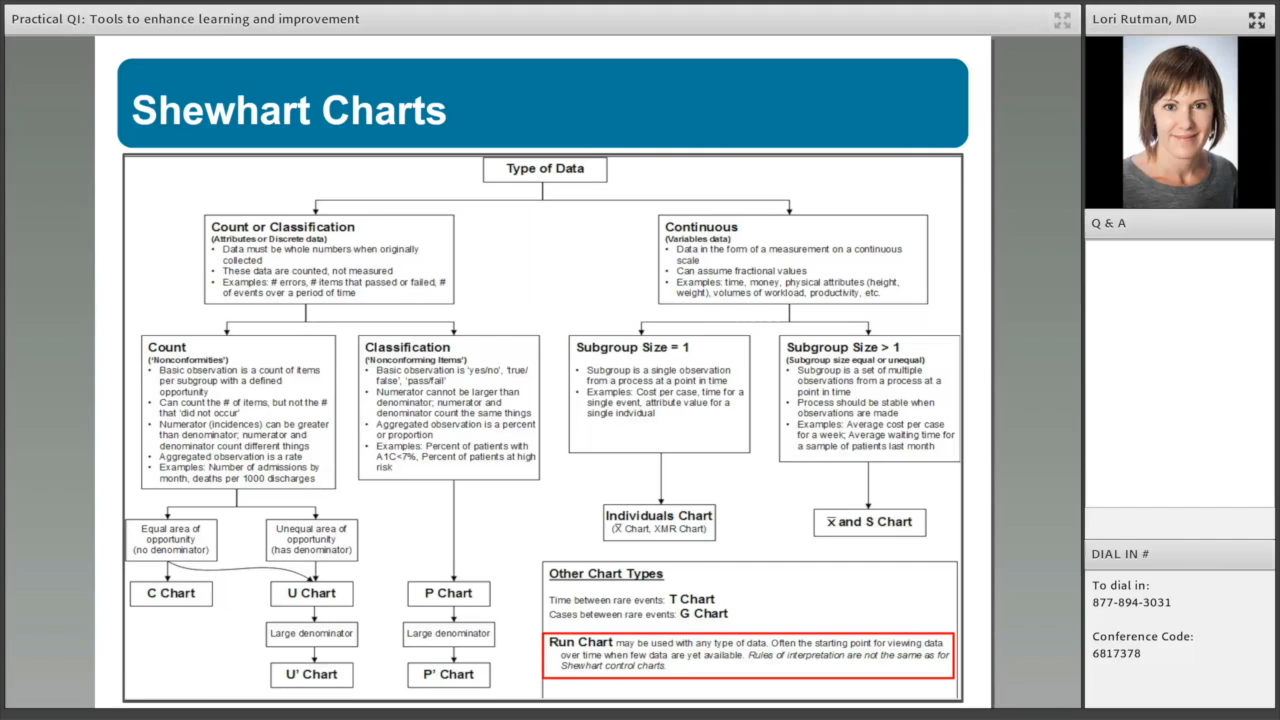 Practical QI: Tools to enhance learning and improvement
Shewhart Charts
Type of Data
Count or Classification
(Attributes or Discrete data)
• Data must be whole numbers when originally
collected
• These data are counted, not measured
• Examples: # errors, # items that passed or failed, #
of events over a period of time
Continuous
(Variables data)
• Data in the form of a measurement on a continuous
scale
• Can assume fractional values
• Examples: time, money, physical attributes (height,
weight), volumes of workload, productivity, etc.
Count
('Nonconformities')
• Basic observation is a count of items
per subgroup with a defined
opportunity
• Can count the # of items, but not the #
that 'did not occur'
• Numerator (incidences) can be greater
than denominator; numerator and
denominator count different things
• Aggregated observation is a rate
• Examples: Number of admissions by
month, deaths per 1000 discharges
Classification
('Nonconforming Items')
• Basic observation is 'yes/no', 'true/
false', 'pass/fail'
• Numerator cannot be larger than
denominator; numerator and
denominator count the same things
• Aggregated observation is a percent
or proportion
• Examples: Percent of patients with
A1C<7%, Percent of patients at high
risk
Subgroup Size = 1
• Subgroup is a single observation
from a process at a point in time
• Examples: Cost per case, time for a
single event, attribute value for a
single indvidual
Subgroup Size > 1
(Subgroup size equal or unequal)
• Subgroup is a set of multiple
observations from a process at a
point in time
• Process should be stable when
observations are made
• Examples: Average cost per case
for a week; Average waiting time for
a sample of patients last month
Equal area of
opportunity
(no denominator)
Unequal area of
opportunity
(has denominator)
Individuals Chart
(X̅ Chart, XMR Chart)
x̅ and S Chart
C Chart
U Chart
P Chart
Large denominator
Large denominator
U' Chart
P' Chart
Other Chart Types
Time between rare events: T Chart
Cases beteween rare events: G Chart
Run Chart may be used with any type of data. Often the starting point for viewing data
over time when few data are yet available. Rules of interpretation are not the same as for
Shewhart control charts.
Lori Rutman, MD
Q & A
DIAL IN #
To dial in:
877-894-3031
Conference Code:
6817378